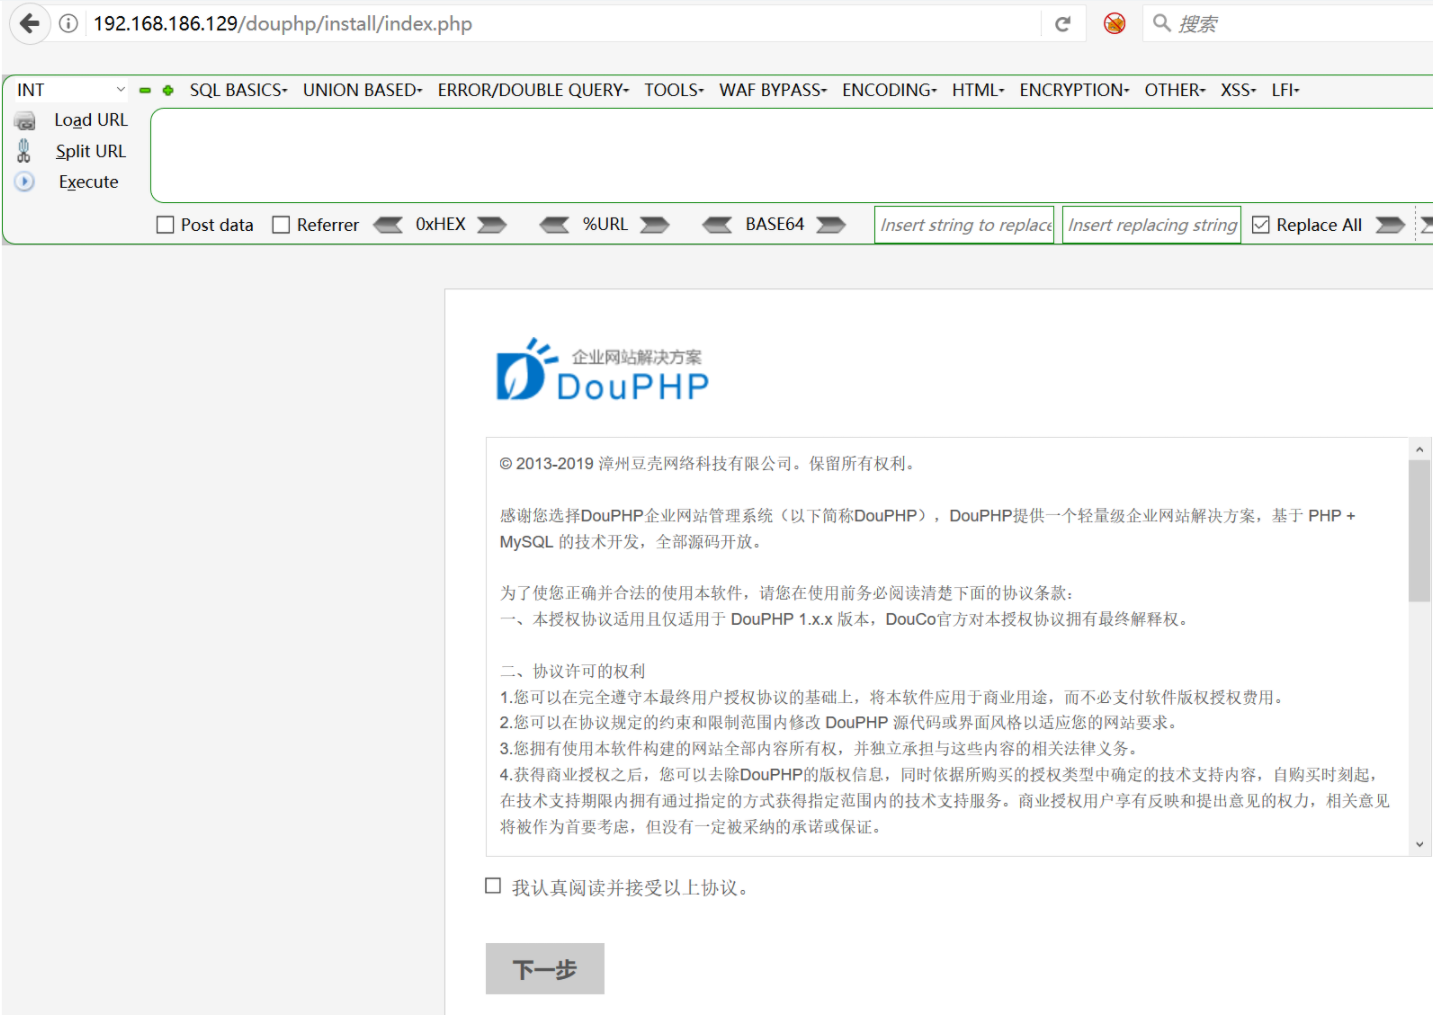 192.168.186.129/douphp/install/index.php
搜索
INT SQL BASICS UNION BASED ERROR/DOUBLE QUERY TOOLS WAF BYPASS ENCODING HTML ENCRYPTION OTHER XSS LFI
Load URL
Split URL
Execute
Post data Referrer 0xHEX %URL BASE64 Insert string to replace Insert replacing string Replace All
企业网站解决方案
DouPHP
© 2013-2019 漳州豆壳网络科技有限公司。保留所有权利。
感谢您选择DouPHP企业网站管理系统（以下简称DouPHP），DouPHP提供一个轻量级企业网站解决方案，基于 PHP +
MySQL 的技术开发，全部源码开放。
为了使您正确并合法的使用本软件，请您在使用前务必阅读清楚下面的协议条款：
一、本授权协议适用且仅适用于 DouPHP 1.x.x 版本，DouCo官方对本授权协议拥有最终解释权。
二、协议许可的权利
1.您可以在完全遵守本最终用户授权协议的基础上，将本软件应用于商业用途，而不必支付软件版权授权费用。
2.您可以在协议规定的约束和限制范围内修改 DouPHP 源代码或界面风格以适应您的网站要求。
3.您拥有使用本软件构建的网站全部内容所有权，并独立承担与这些内容的相关法律义务。
4.获得商业授权之后，您可以去除DouPHP的版权信息，同时依据所购买的授权类型中确定的技术支持内容，自购买时刻起，
在技术支持期限内拥有通过指定的方式获得指定范围内的技术支持服务。商业授权用户享有反映和提出意见的权力，相关意见
将被作为首要考虑，但没有一定被采纳的承诺或保证。
我认真阅读并接受以上协议。
下一步